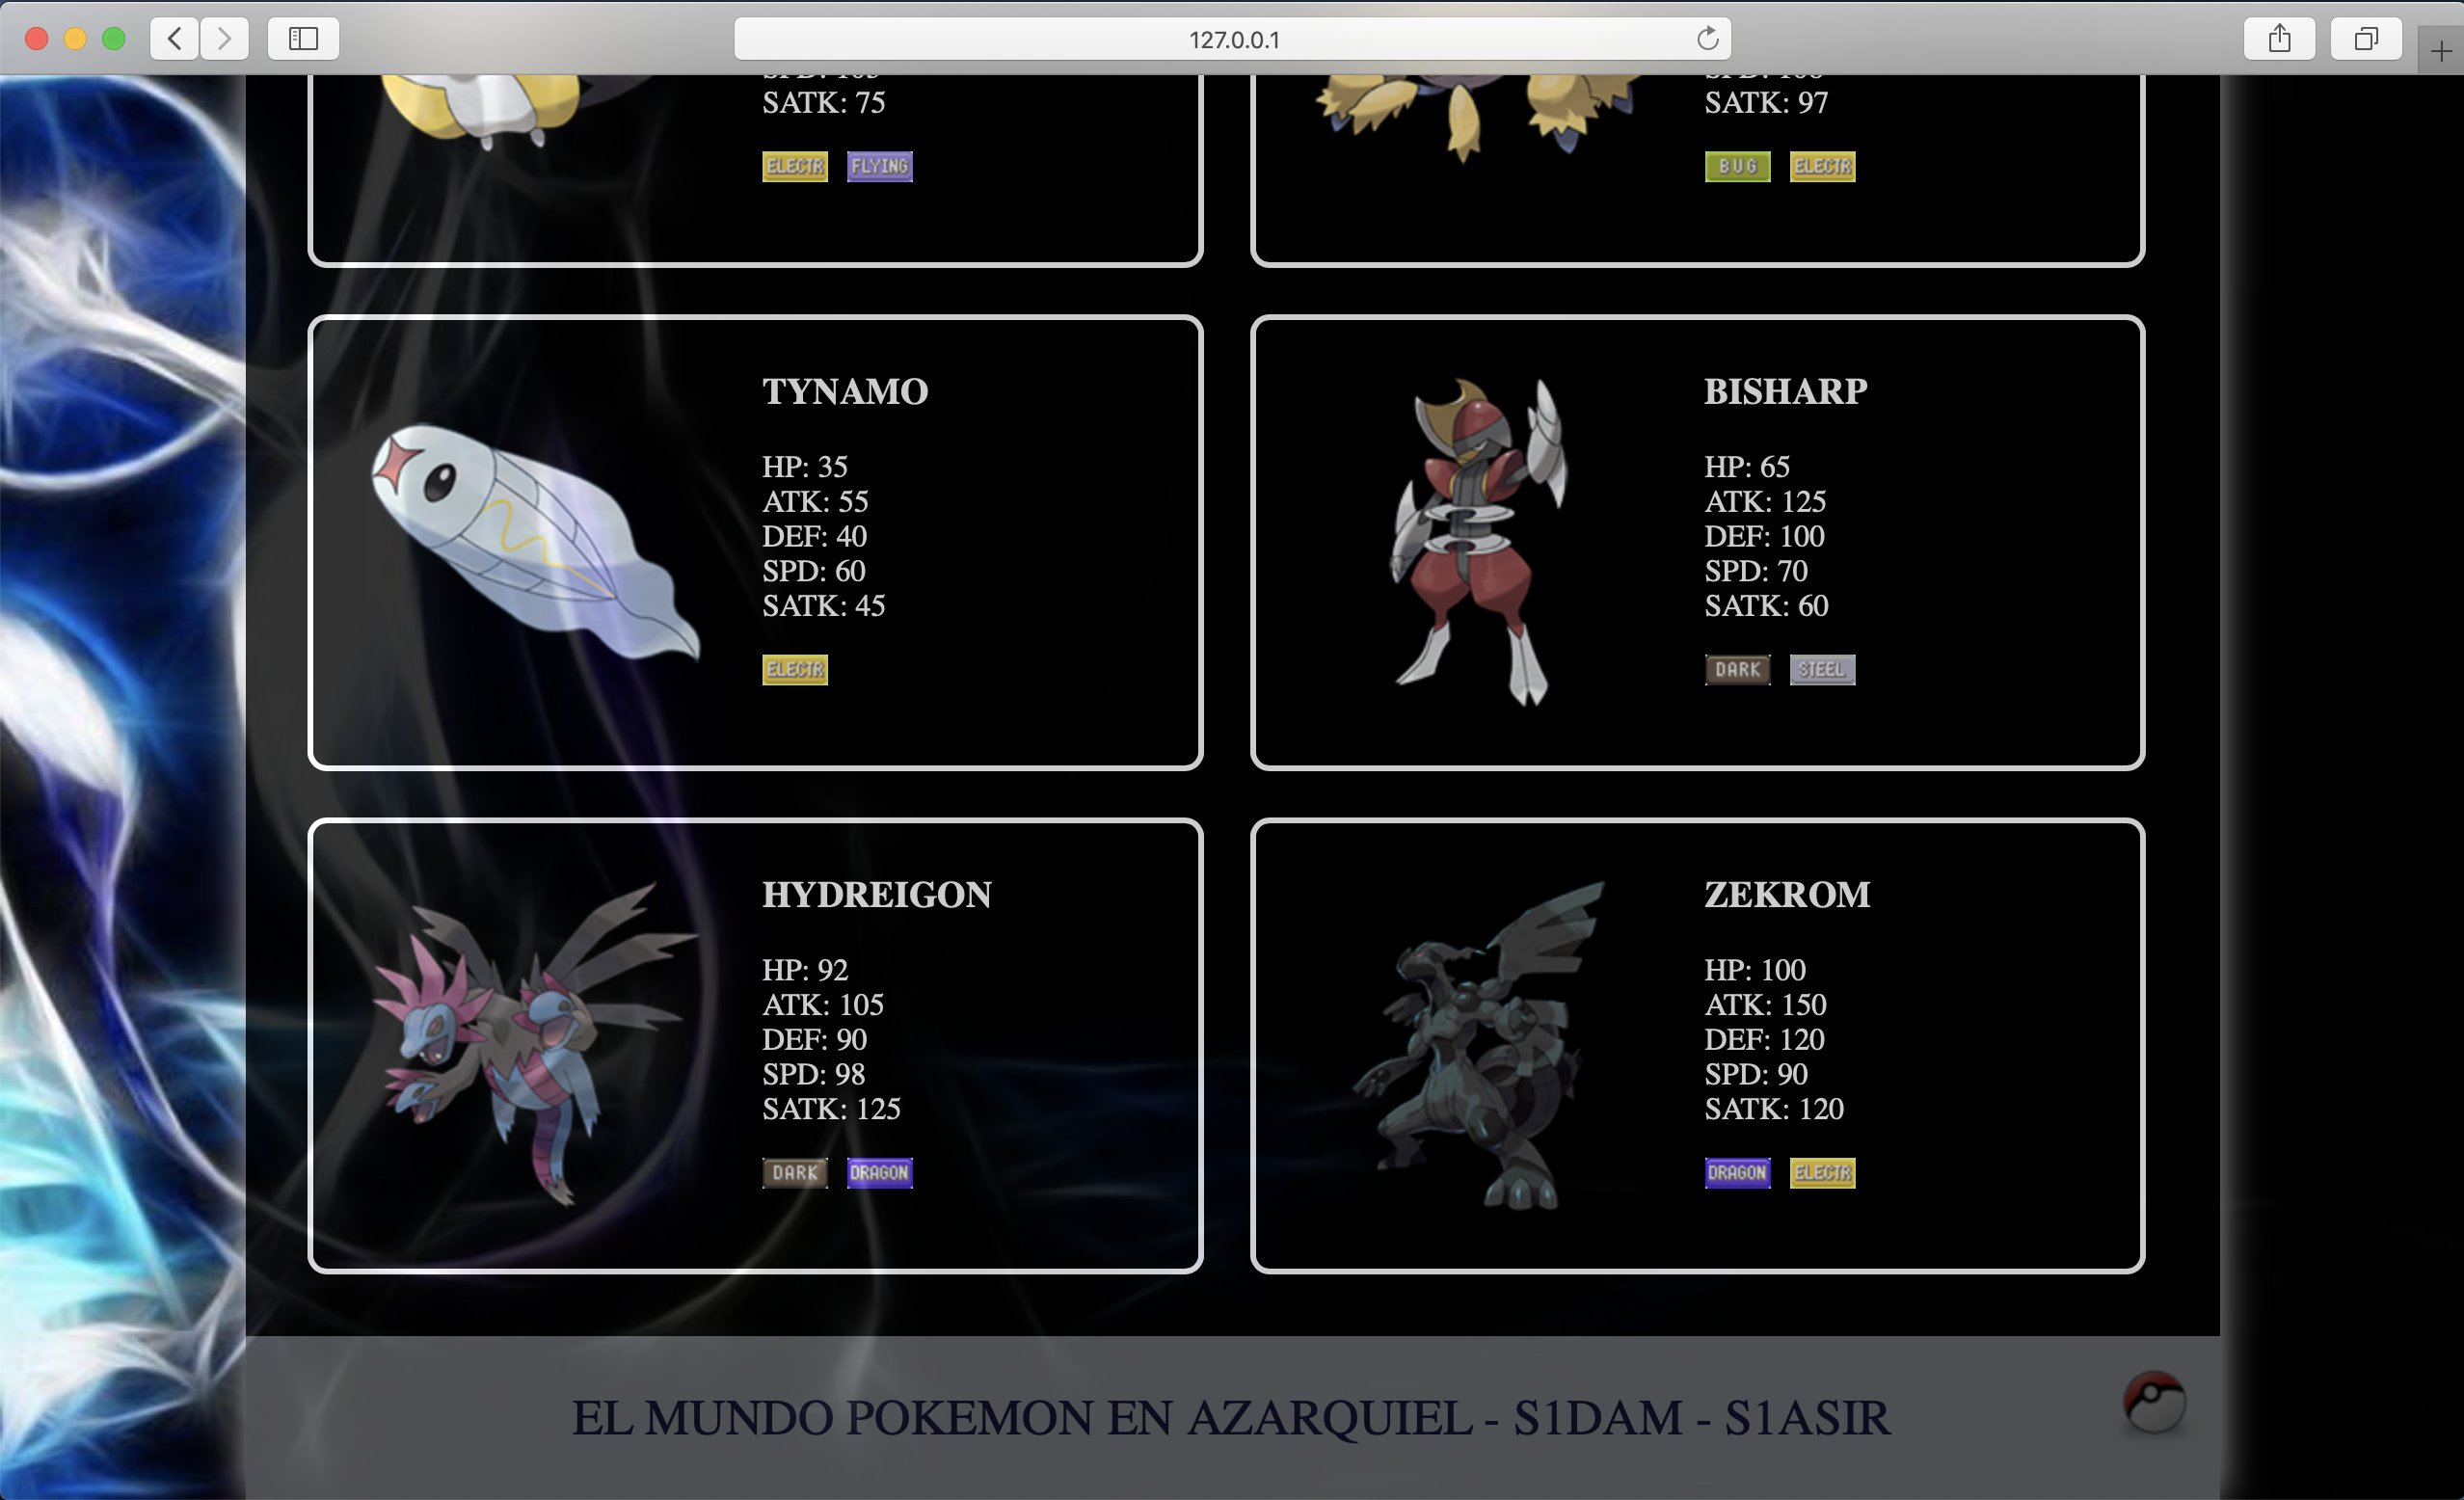 127.0.0.1
SATK: 75
ELECTR FLYING
SATK: 97
BUG ELECTR
TYNAMO
HP: 35
ATK: 55
DEF: 40
SPD: 60
SATK: 45
ELECTR
BISHARP
HP: 65
ATK: 125
DEF: 100
SPD: 70
SATK: 60
DARK STEEL
HYDREIGON
HP: 92
ATK: 105
DEF: 90
SPD: 98
SATK: 125
DARK DRAGON
ZEKROM
HP: 100
ATK: 150
DEF: 120
SPD: 90
SATK: 120
DRAGON ELECTR
EL MUNDO POKEMON EN AZARQUIEL - S1DAM - S1ASIR